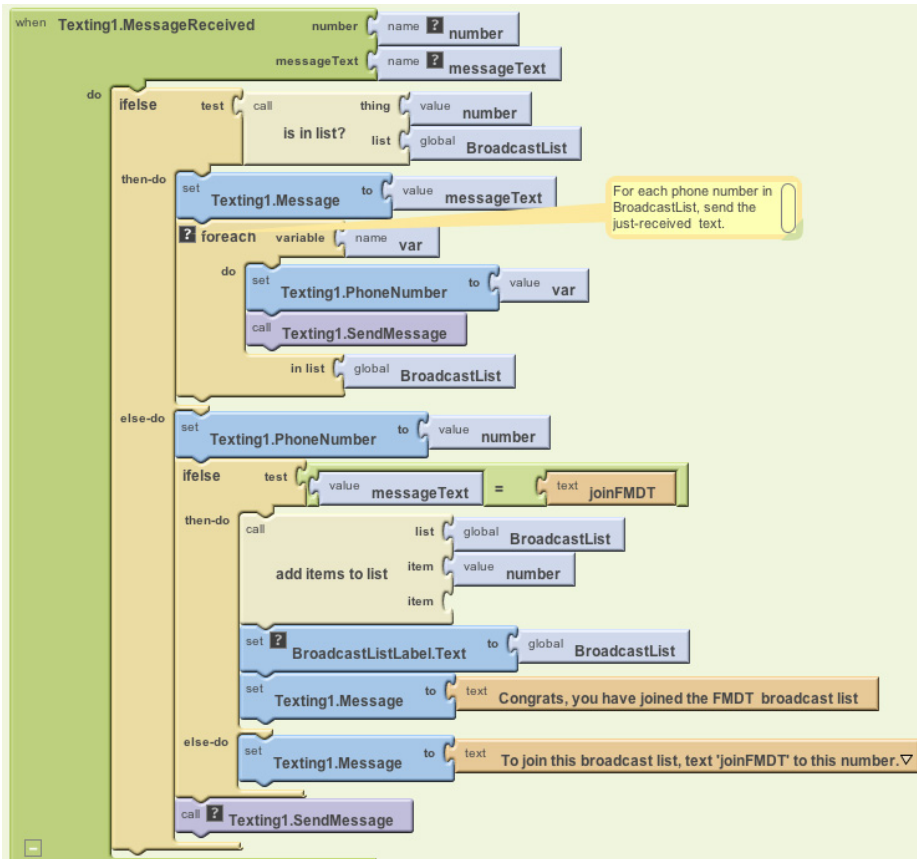 when Texting1.MessageReceived number name ? number
messageText name ? messageText
do ifelse test call thing value number
is in list? list global BroadcastList
then-do set Texting1.Message to value messageText
For each phone number in
BroadcastList, send the
just-received text.
? foreach variable name var
do set Texting1.PhoneNumber to value var
call Texting1.SendMessage
in list global BroadcastList
else-do set Texting1.PhoneNumber to value number
ifelse test value messageText = text joinFMDT
then-do call list global BroadcastList
add items to list item value number
item
set ? BroadcastListLabel.Text to global BroadcastList
set Texting1.Message to text Congrats, you have joined the FMDT broadcast list
else-do set Texting1.Message to text To join this broadcast list, text 'joinFMDT' to this number.
call ? Texting1.SendMessage